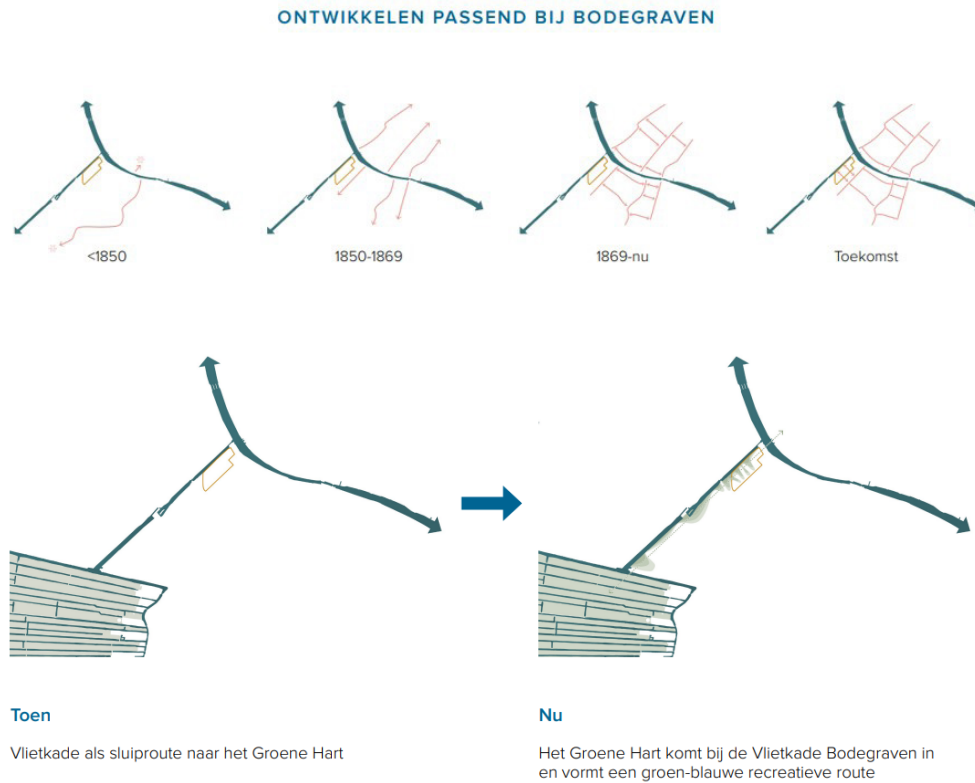 ONTWIKKELEN PASSEND BIJ BODEGRAVEN
<1850
1850-1869
1869-nu
Toekomst
Toen
Vlietkade als sluiproute naar het Groene Hart
Nu
Het Groene Hart komt bij de Vlietkade Bodegraven in
en vormt een groen-blauwe recreatieve route